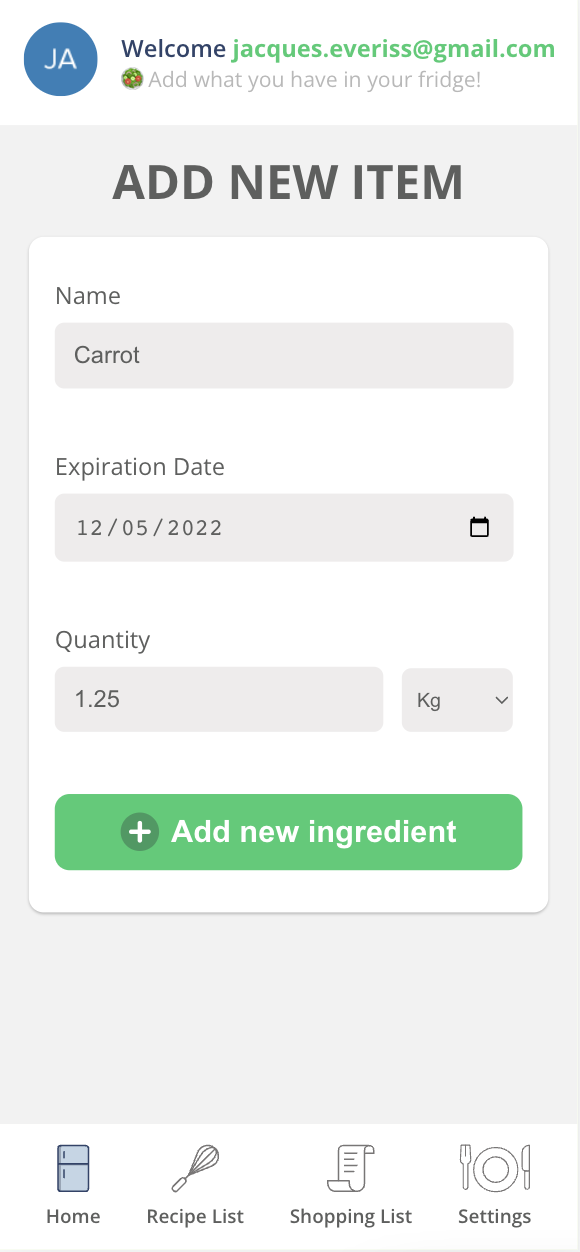 JA
Welcome jacques.everiss@gmail.com
Add what you have in your fridge!
ADD NEW ITEM
Name
Carrot
Expiration Date
12/05/2022
Quantity
1.25
Kg
Add new ingredient
Home
Recipe List
Shopping List
Settings